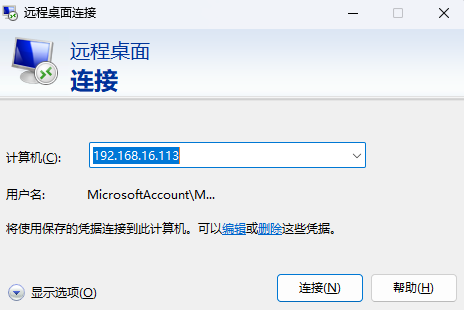 远程桌面连接
远程桌面
连接
计算机(C): 192.168.16.113
用户名: MicrosoftAccount\M...
将使用保存的凭据连接到此计算机。可以编辑或删除这些凭据。
显示选项(O) 连接(N) 帮助(H)